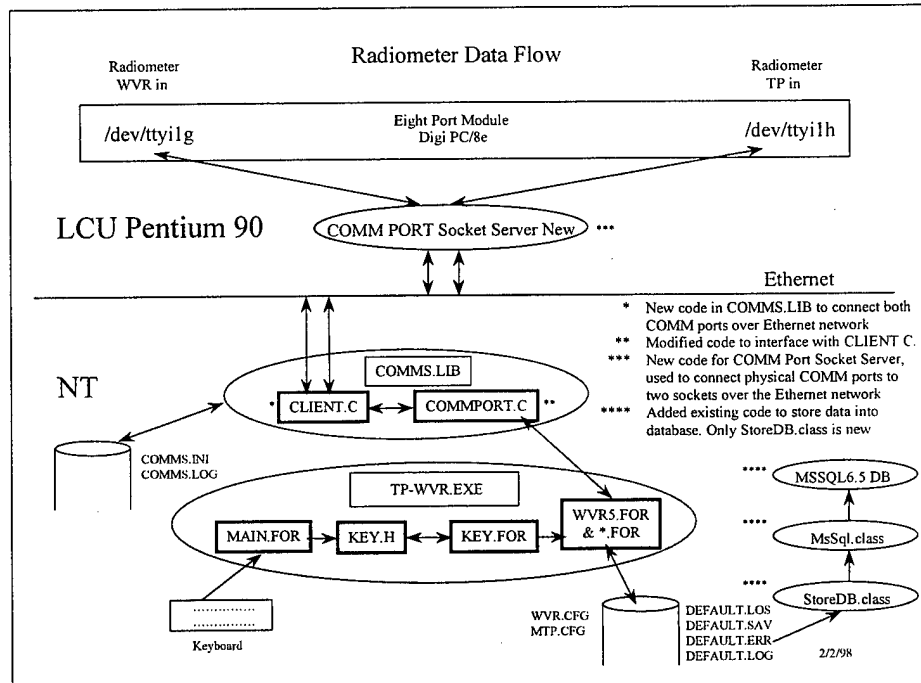 Radiometer Data Flow
Radiometer
WVR in
Radiometer
TP in
/dev/ttyi1g
Eight Port Module
Digi PC/8e
/dev/ttyi1h
LCU Pentium 90
COMM PORT Socket Server New
***
Ethernet
* New code in COMMS.LIB to connect both
COMM ports over Ethernet network
** Modified code to interface with CLIENT C.
*** New code for COMM Port Socket Server,
used to connect physical COMM ports to
two sockets over the Ethernet network
**** Added existing code to store data into
database. Only StoreDB.class is new
NT
COMMS.LIB
* CLIENT.C
COMMPORT.C **
COMMS.INI
COMMS.LOG
TP-WVR.EXE
MAIN.FOR
KEY.H
KEY.FOR
WVR5.FOR
& *.FOR
**** MSSQL6.5 DB
**** MsSql.class
**** StoreDB.class
Keyboard
WVR.CFG
MTP.CFG
DEFAULT.LOS
DEFAULT.SAV
DEFAULT.ERR
DEFAULT.LOG
2/2/98